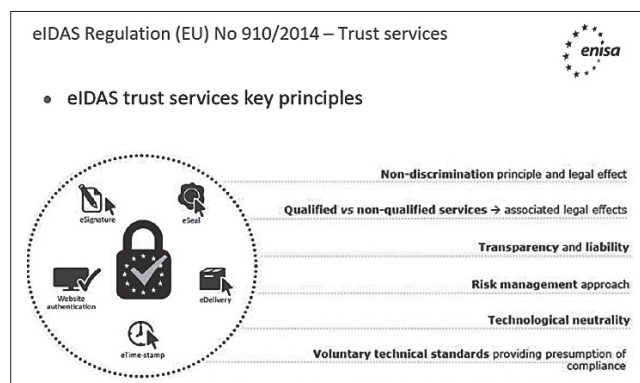 eIDAS Regulation (EU) No 910/2014 – Trust services
enisa
• eIDAS trust services key principles
eSignature
eSeal
Website
authentication
eDelivery
eTime-stamp
Non-discrimination principle and legal effect
Qualified vs non-qualified services → associated legal effects
Transparency and liability
Risk management approach
Technological neutrality
Voluntary technical standards providing presumption of
compliance